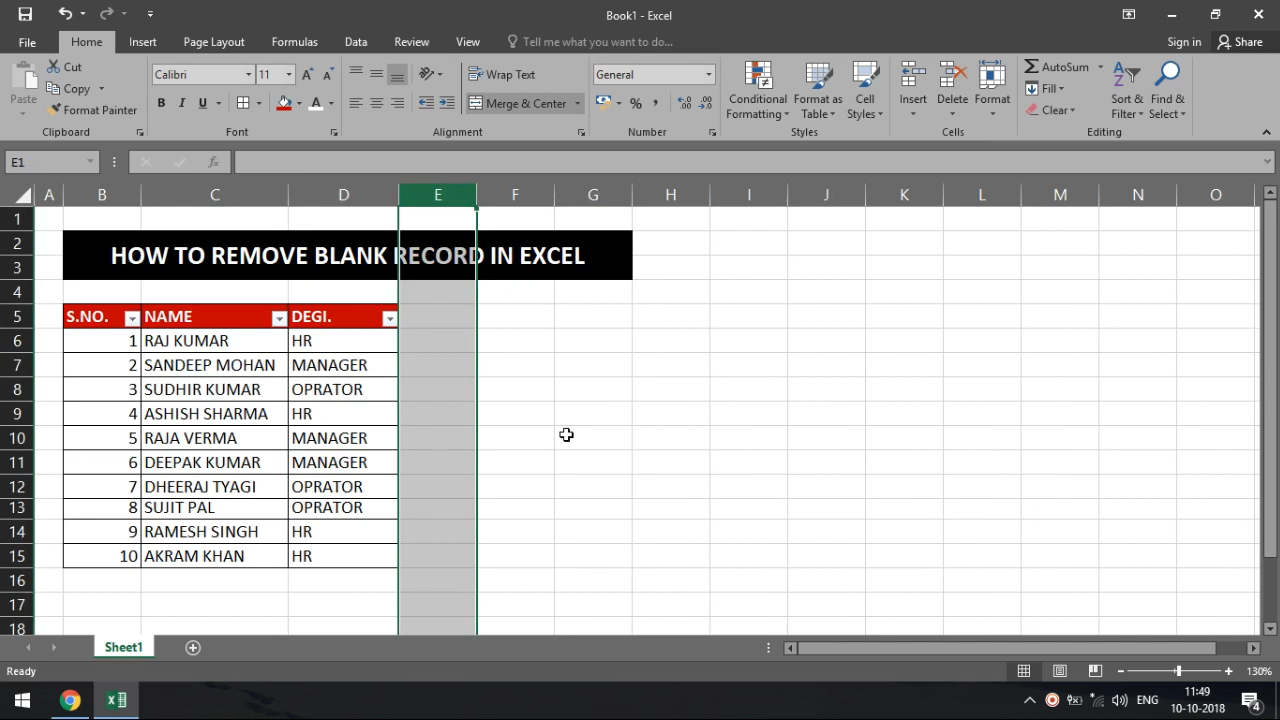 Book1 - Excel
File Home Insert Page Layout Formulas Data Review View Tell me what you want to do... Sign in Share
Paste Cut Copy Format Painter Clipboard
Calibri 11 B I U A Font
Wrap Text Merge & Center Alignment
General % , Number
Conditional Formatting Format as Table Cell Styles Styles
Insert Delete Format Cells
AutoSum Fill Clear Sort & Filter Find & Select Editing
E1 fx
A B C D E F G H I J K L M N O
1
2 HOW TO REMOVE BLANK RECORD IN EXCEL
3
4
5 S.NO. NAME DEGI.
6 1 RAJ KUMAR HR
7 2 SANDEEP MOHAN MANAGER
8 3 SUDHIR KUMAR OPRATOR
9 4 ASHISH SHARMA HR
10 5 RAJA VERMA MANAGER
11 6 DEEPAK KUMAR MANAGER
12 7 DHEERAJ TYAGI OPRATOR
13 8 SUJIT PAL OPRATOR
14 9 RAMESH SINGH HR
15 10 AKRAM KHAN HR
16
17
18
Sheet1
Ready 130%
ENG 11:49
10-10-2018 4